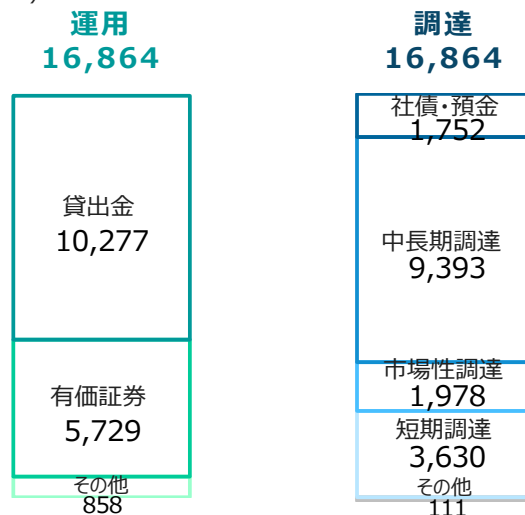 運用
16,864
貸出金
10,277
有価証券
5,729
その他
858
調達
16,864
社債・預金
1,752
中長期調達
9,393
市場性調達
1,978
短期調達
3,630
その他
111